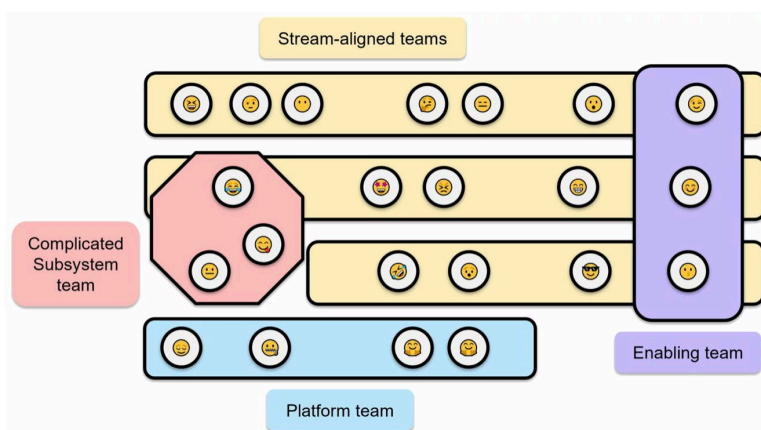 Stream-aligned teams
Complicated
Subsystem
team
Enabling team
Platform team